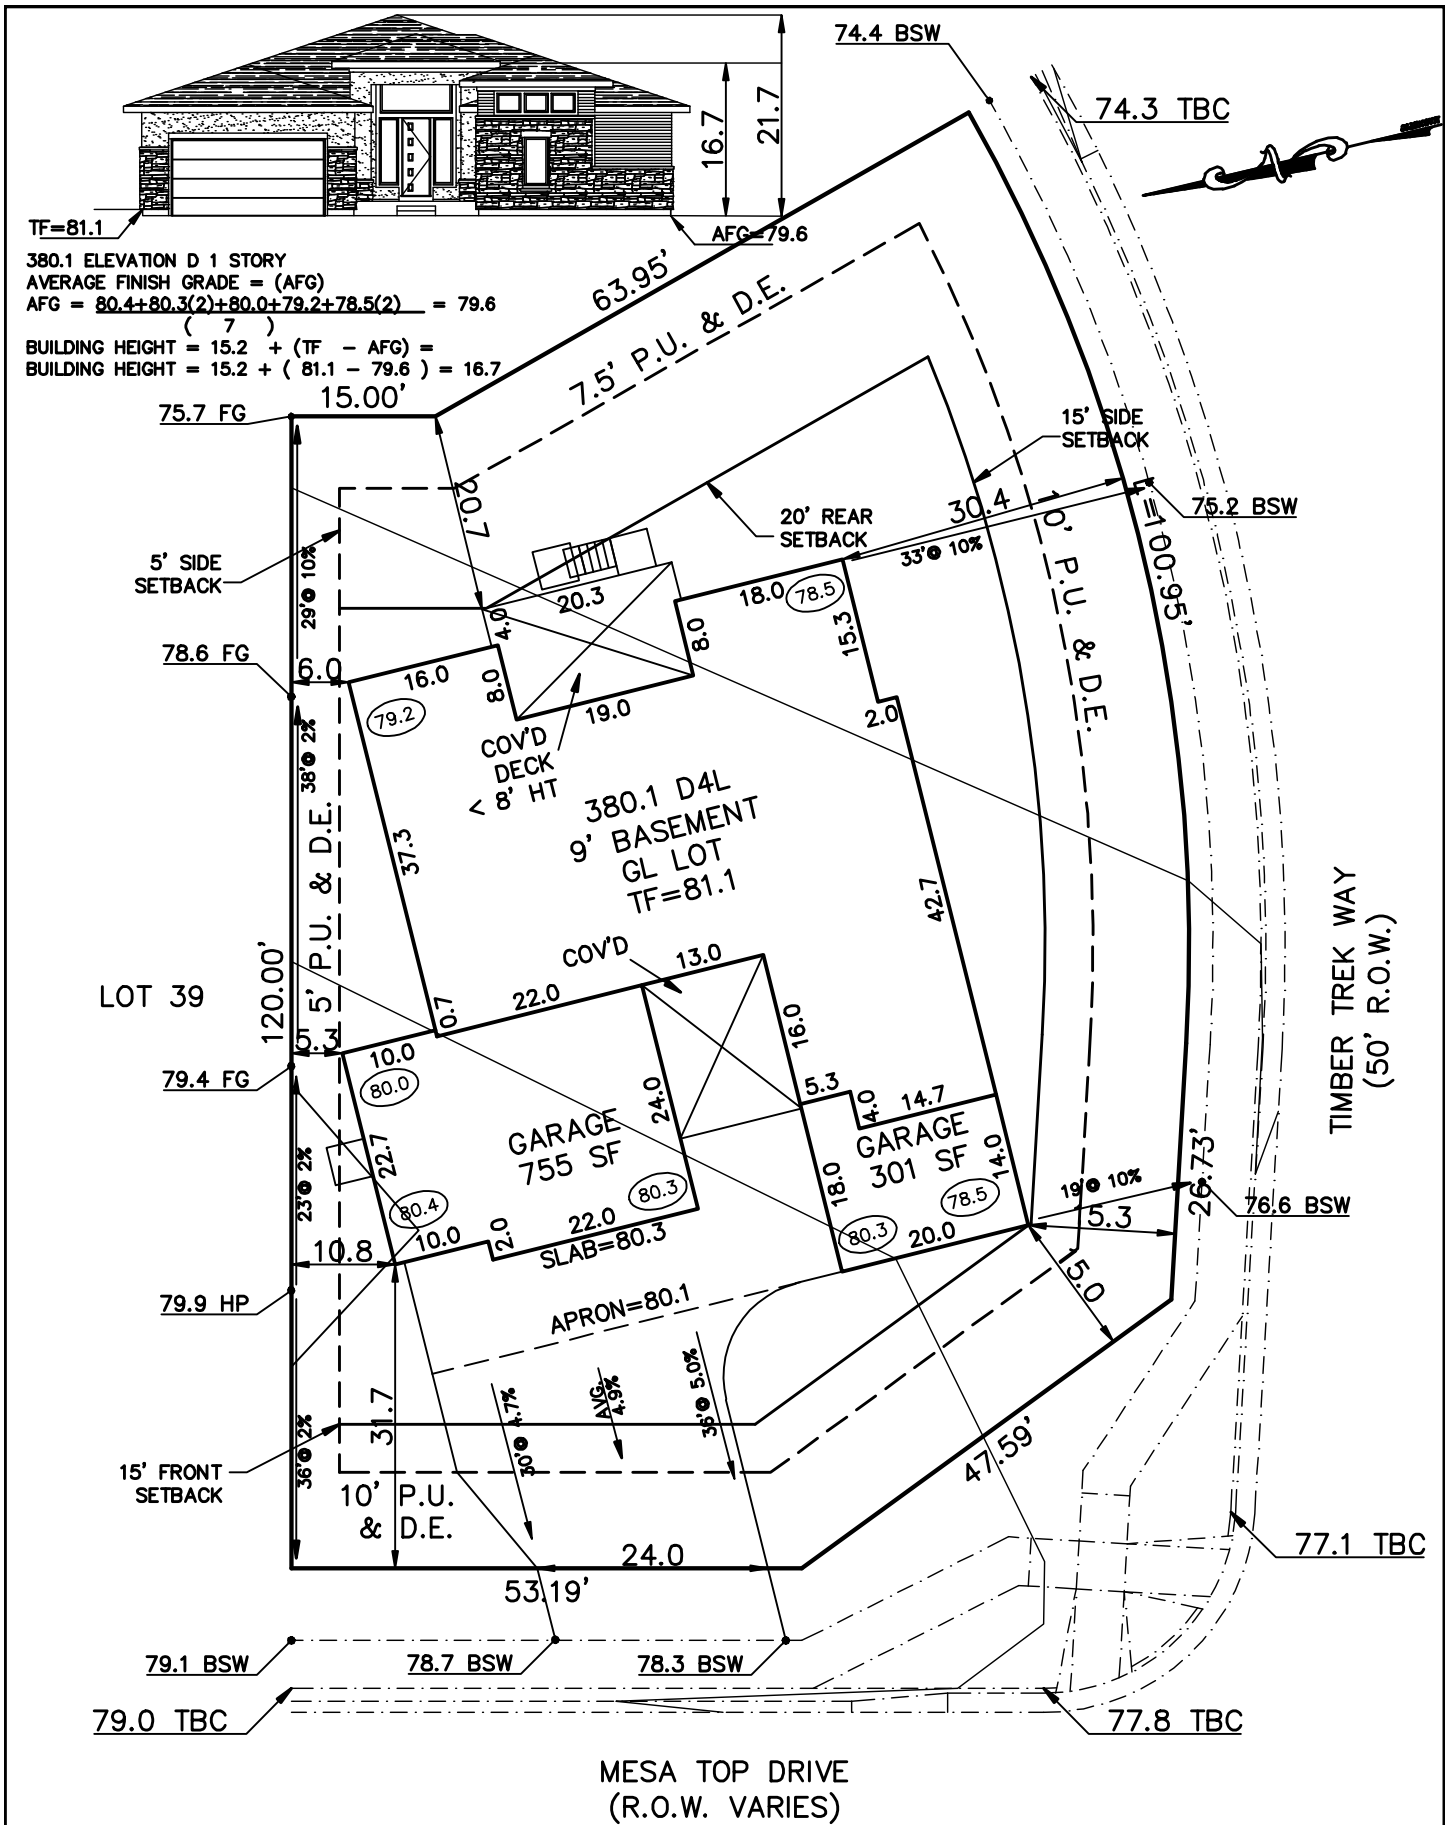 74.4 BSW
74.3 TBC
16.7
21.7
TF=81.1
AFG=79.6
380.1 ELEVATION D 1 STORY
AVERAGE FINISH GRADE = (AFG)
AFG = 80.4+80.3(2)+80.0+79.2+78.5(2) = 79.6
( 7 )
BUILDING HEIGHT = 15.2 + (TF - AFG) =
BUILDING HEIGHT = 15.2 + ( 81.1 - 79.6 ) = 16.7
63.95'
7.5' P.U. & D.E.
15.00'
75.7 FG
15' SIDE
SETBACK
20.7
20' REAR
SETBACK
30.4
33'@ 10%
75.2 BSW
L=100.95'
10' P.U. & D.E.
5' SIDE
SETBACK
29'@ 10%
20.3
4.0
18.0
78.5
15.3
8.0
78.6 FG
6.0
16.0
8.0
79.2
19.0
2.0
38'@ 2%
COV'D
DECK
< 8' HT
380.1 D4L
9' BASEMENT
GL LOT
TF=81.1
37.3
42.7
5' P.U. & D.E.
TIMBER TREK WAY
(50' R.O.W.)
COV'D
13.0
LOT 39
120.00'
22.0
0.7
16.0
5.3
10.0
79.4 FG
80.0
24.0
5.3
4.0
14.7
GARAGE
755 SF
GARAGE
301 SF
22.7
23'@ 2%
18.0
14.0
19'@ 10%
26.73'
80.4
80.3
78.5
76.6 BSW
10.8
10.0
2.0
22.0
SLAB=80.3
80.3
20.0
15.3
15.0
79.9 HP
APRON=80.1
31.7
36'@ 2%
30'@ 4.7%
AVG.
4.9%
36'@ 5.0%
15' FRONT
SETBACK
10' P.U.
& D.E.
47.59'
77.1 TBC
24.0
53.19'
79.1 BSW
78.7 BSW
78.3 BSW
79.0 TBC
77.8 TBC
MESA TOP DRIVE
(R.O.W. VARIES)